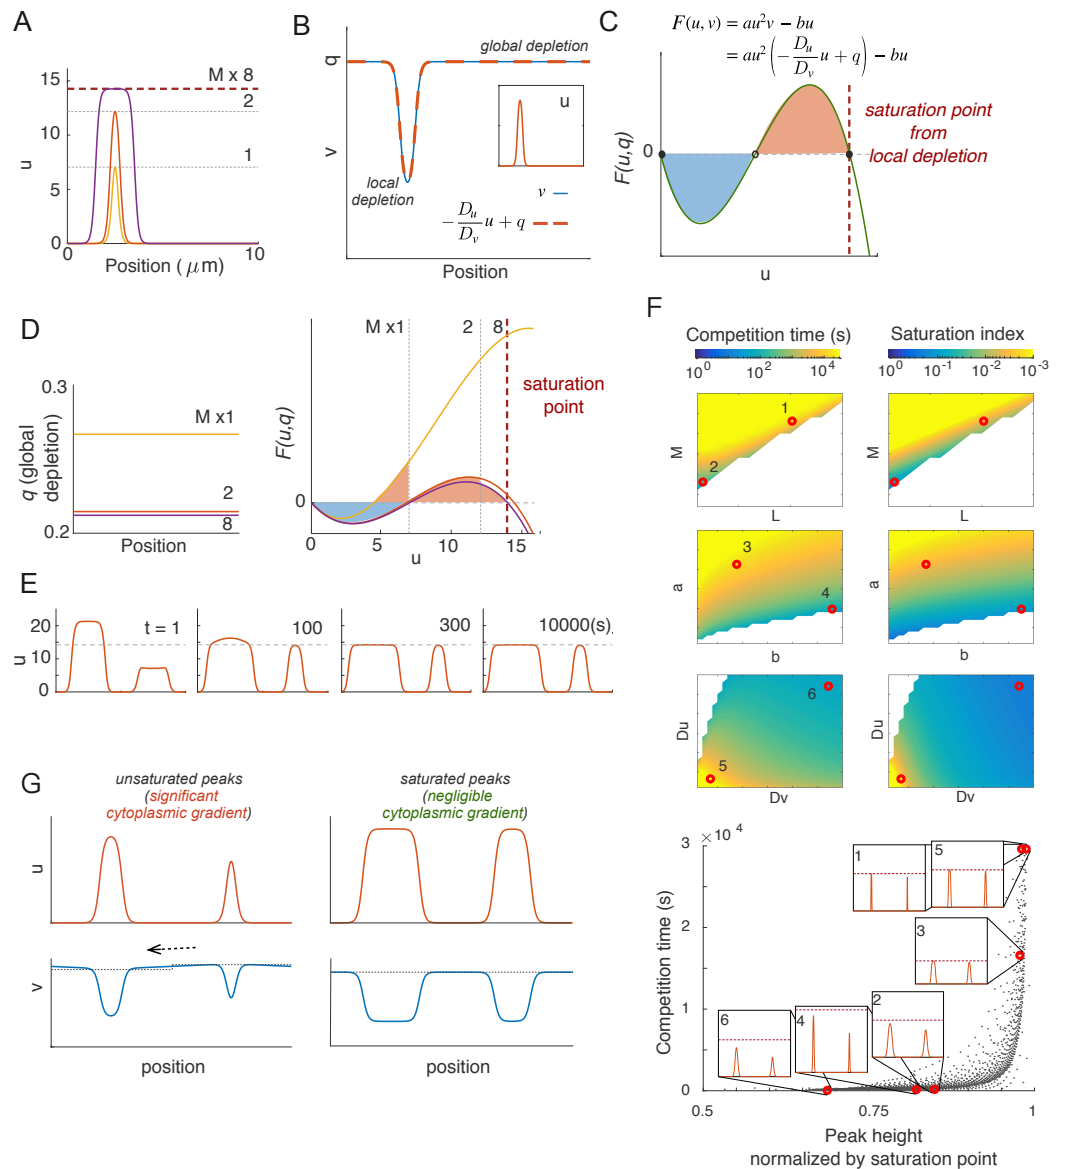 A
M x 8
15
2
10
u
1
5
0
0
10
Position ( μm)
B
q
global depletion
u
v
local
depletion
v
-Du/Dv u + q
Position
C
F(u, v) = au²v − bu
= au² (−Du/Dv u + q) − bu
saturation point
from
local depletion
0
F(u,q)
u
D
0.3
M x1
q (global
depletion)
2
8
0.2
Position
M x1
2
8
saturation
point
F(u,q)
0
0
5
10
15
u
E
t = 1
100
300
10000(s)
20
u
10
0
F
Competition time (s)
Saturation index
10⁰
10²
10⁴
10⁰
10⁻¹
10⁻²
10⁻³
1
M
2
L
M
L
3
a
4
b
a
b
6
Du
5
Dv
Du
Dv
× 10⁴
3
1
5
Competition time (s)
2
3
1
6
4
2
0
0.5
0.75
1
Peak height
normalized by saturation point
G
unsaturated peaks
(significant
cytoplasmic gradient)
saturated peaks
(negligible
cytoplasmic gradient)
u
v
position
position